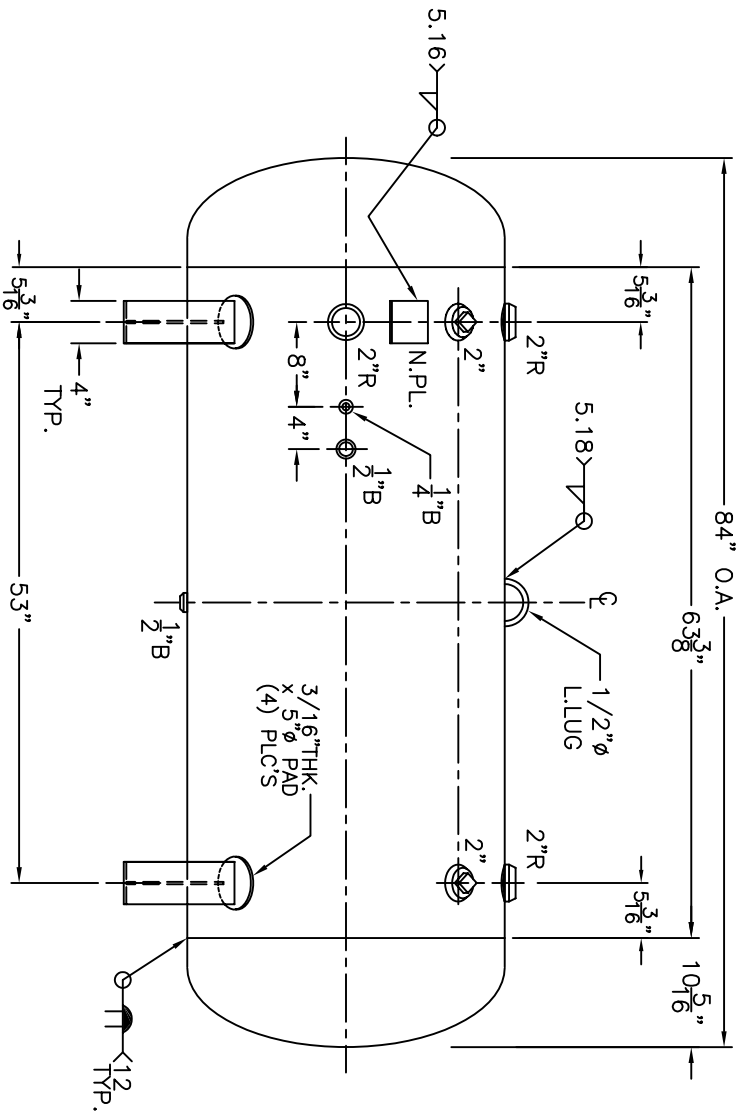 84" O.A.
63 3/8"
5 3/16"
5 3/16"
10 5/16"
1/2"ø
L.LUG
5.18
℄
2"R
2"R
2"
2"
5.16
N.PL.
2"R
1/4"B
1/2"B
8"
4"
3/16"THK.
x 5"ø PAD
(4) PLC'S
1/2"B
12
TYP.
4"
TYP.
5 3/16"
53"